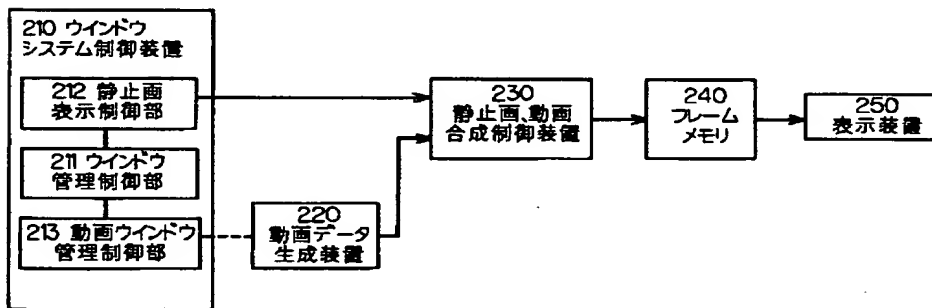 210 ウインドウ
システム制御装置
212 静止画
表示制御部
211 ウインドウ
管理制御部
213 動画ウインドウ
管理制御部
220
動画データ
生成装置
230
静止画、動画
合成制御装置
240
フレーム
メモリ
250
表示装置